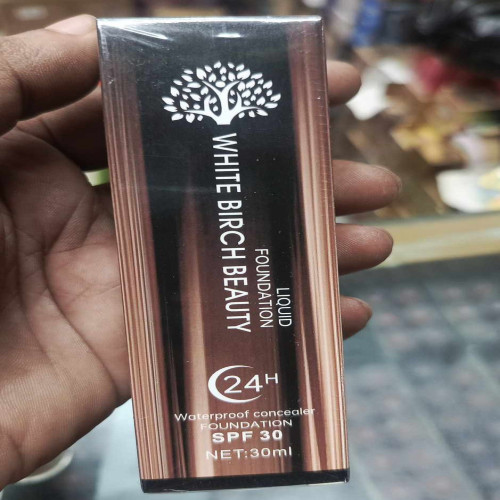 WHITE BIRCH BEAUTY
LIQUID
FOUNDATION
24H
Waterproof concealer
FOUNDATION
SPF 30
NET:30ml